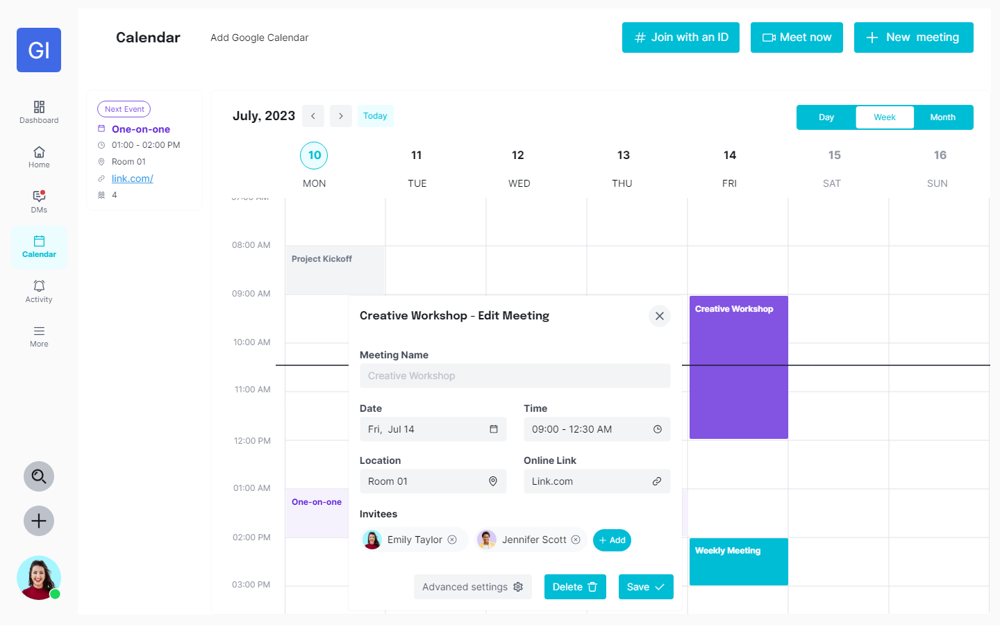 GI
Calendar
Add Google Calendar
Join with an ID
Meet now
New meeting
Dashboard
Home
DMs
Calendar
Activity
More
Next Event
One-on-one
01:00 - 02:00 PM
Room 01
link.com/
4
July, 2023
Today
Day
Week
Month
10
11
12
13
14
15
16
MON
TUE
WED
THU
FRI
SAT
SUN
07:00 AM
08:00 AM
09:00 AM
10:00 AM
11:00 AM
12:00 PM
01:00 AM
02:00 PM
03:00 PM
Project Kickoff
One-on-one
Creative Workshop
Weekly Meeting
Creative Workshop - Edit Meeting
Meeting Name
Creative Workshop
Date
Time
Fri, Jul 14
09:00 - 12:30 AM
Location
Online Link
Room 01
Link.com
Invitees
Emily Taylor
Jennifer Scott
+ Add
Advanced settings
Delete
Save